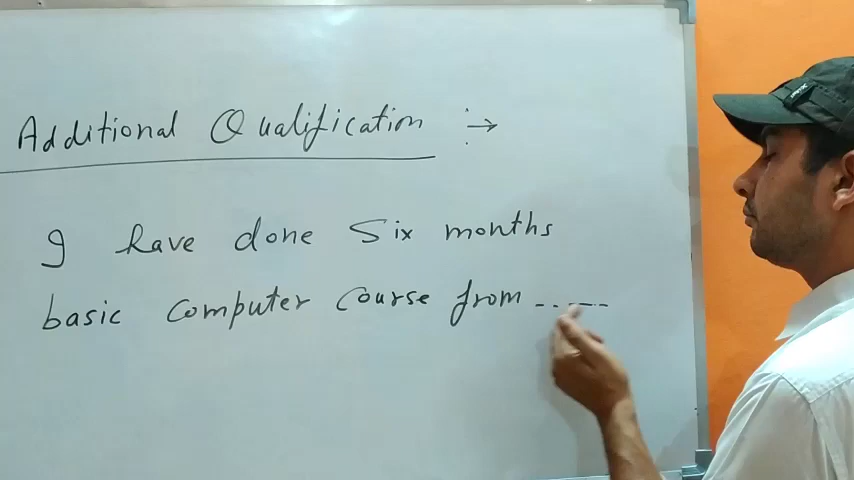 Additional Qualification :→
I have done Six months
basic computer Course from .. ---